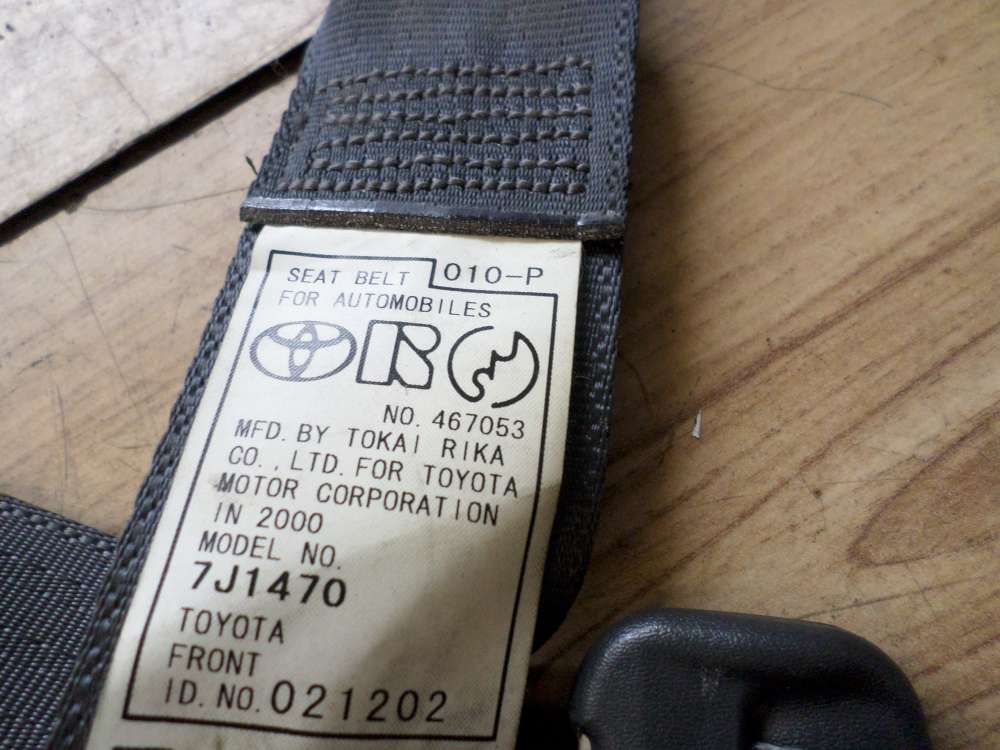 SEAT BELT 010-P
FOR AUTOMOBILES
R
NO. 467053
MFD. BY TOKAI RIKA
CO., LTD. FOR TOYOTA
MOTOR CORPORATION
IN 2000
MODEL NO.
7J1470
TOYOTA
FRONT
ID. NO. 021202